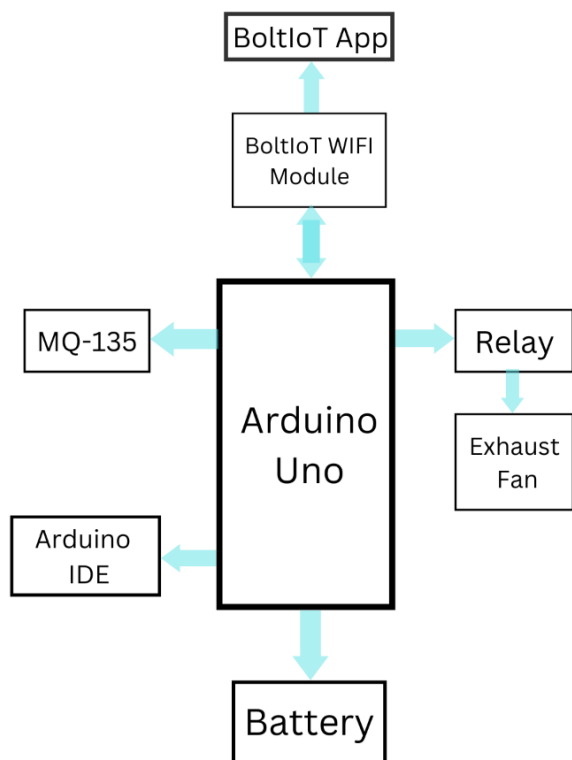 BoltIoT App
BoltIoT WIFI
Module
MQ-135
Relay
Arduino
Uno
Exhaust
Fan
Arduino
IDE
Battery